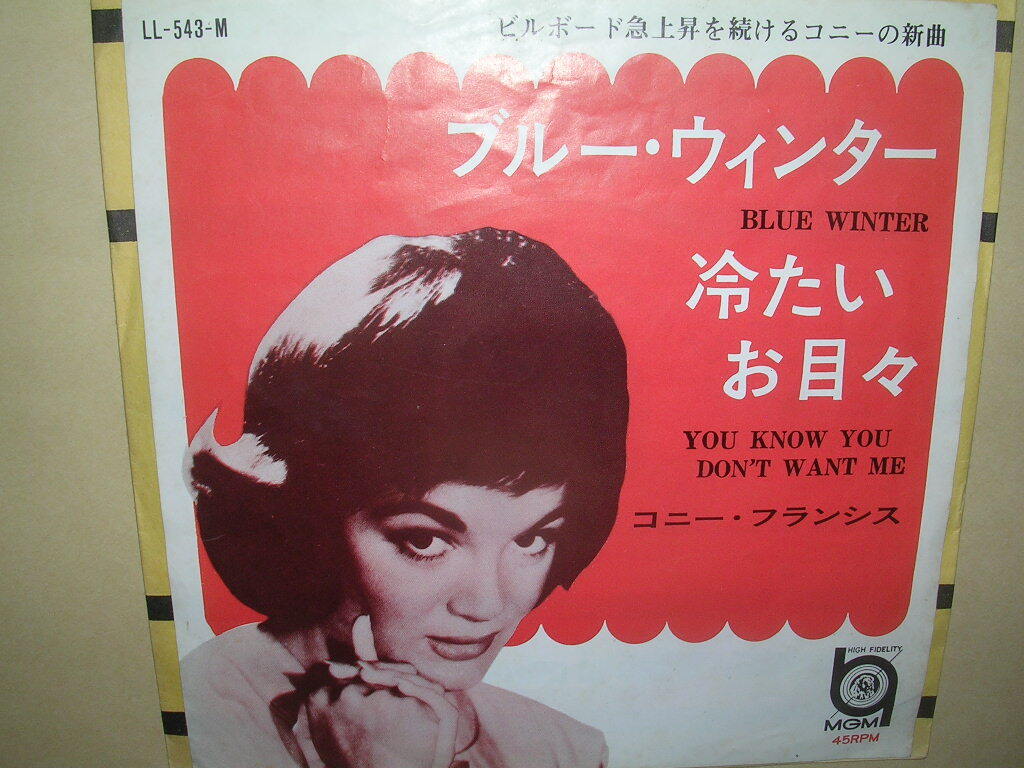 LL-543-M
ビルボード急上昇を続けるコニーの新曲
ブルー・ウィンター
BLUE WINTER
冷たい
お目々
YOU KNOW YOU
DON'T WANT ME
コニー・フランシス
HIGH FIDELITY
MGM
45RPM